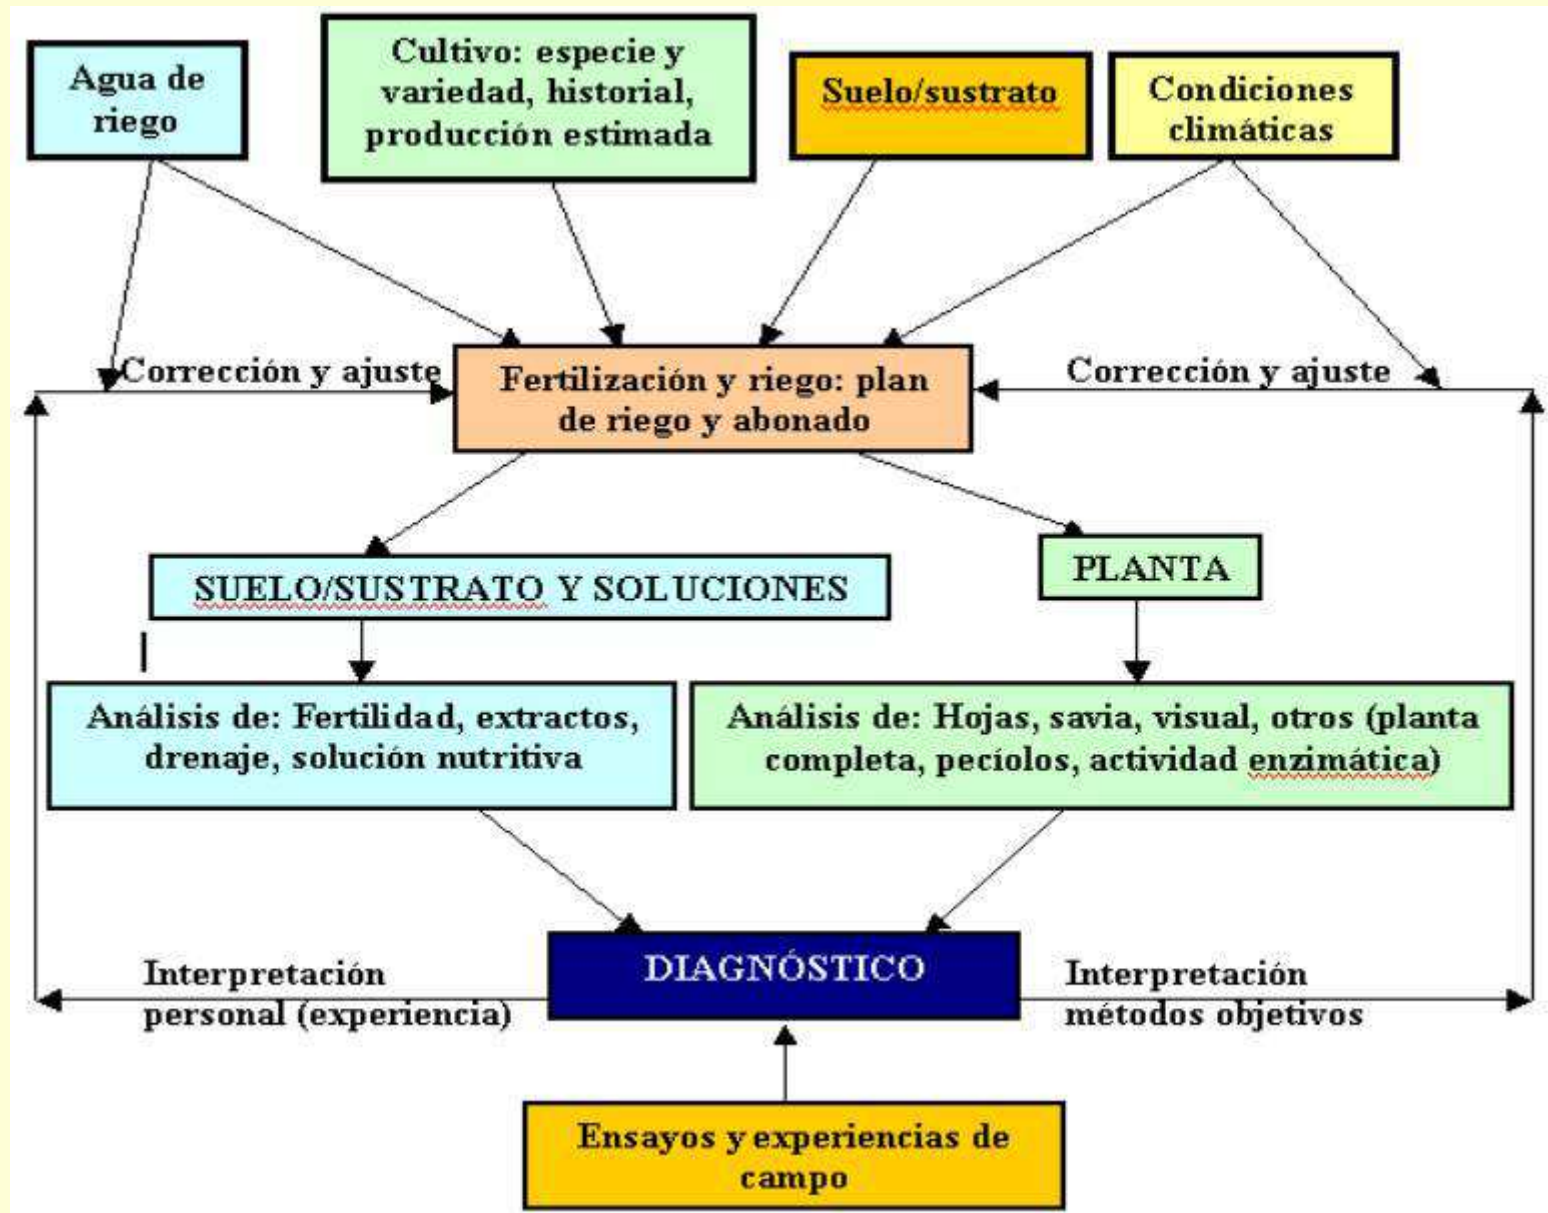 Agua de
riego
Cultivo: especie y
variedad, historial,
producción estimada
Suelo/sustrato
Condiciones
climáticas
Corrección y ajuste
Fertilización y riego: plan
de riego y abonado
Corrección y ajuste
SUELO/SUSTRATO Y SOLUCIONES
PLANTA
Análisis de: Fertilidad, extractos,
drenaje, solución nutritiva
Análisis de: Hojas, savia, visual, otros (planta
completa, pecíolos, actividad enzimática)
Interpretación
personal (experiencia)
DIAGNÓSTICO
Interpretación
métodos objetivos
Ensayos y experiencias de
campo